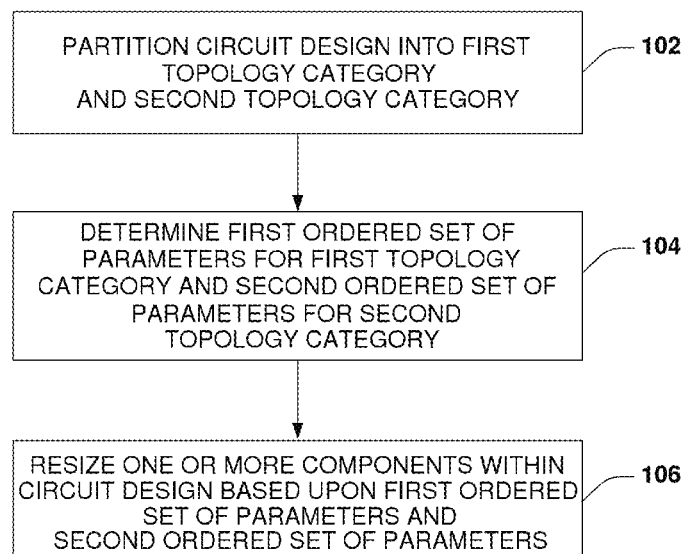 PARTITION CIRCUIT DESIGN INTO FIRST
TOPOLOGY CATEGORY
AND SECOND TOPOLOGY CATEGORY
102
DETERMINE FIRST ORDERED SET OF
PARAMETERS FOR FIRST TOPOLOGY
CATEGORY AND SECOND ORDERED SET OF
PARAMETERS FOR SECOND
TOPOLOGY CATEGORY
104
RESIZE ONE OR MORE COMPONENTS WITHIN
CIRCUIT DESIGN BASED UPON FIRST ORDERED
SET OF PARAMETERS AND
SECOND ORDERED SET OF PARAMETERS
106